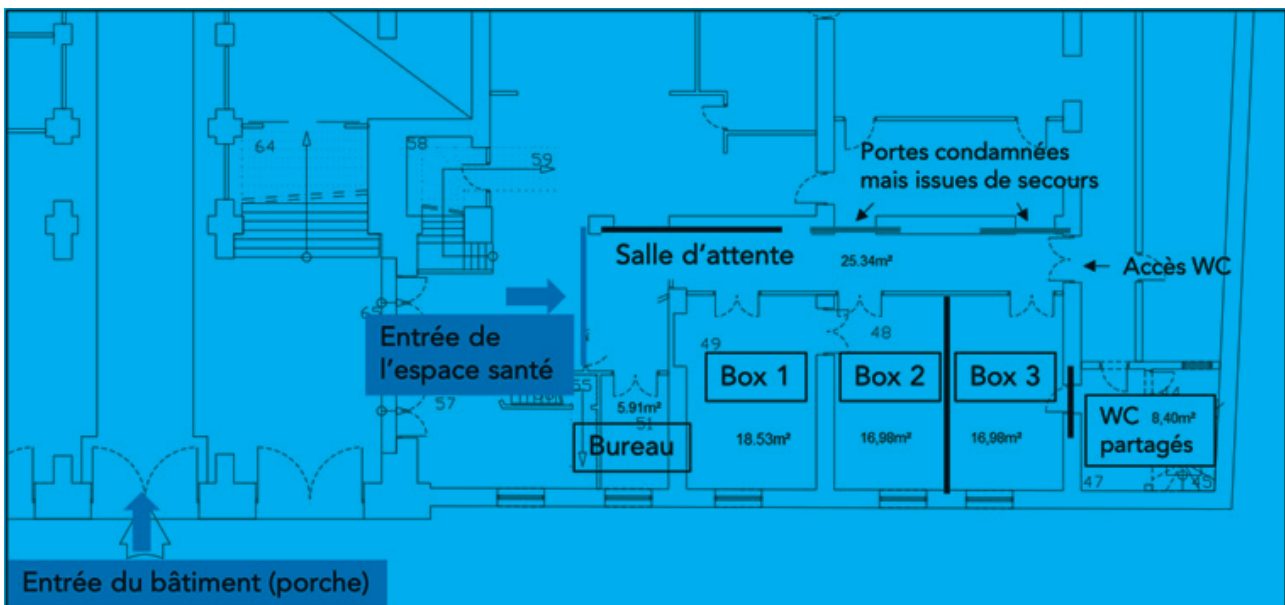 64
58
59
Portes condamnées
mais issues de secours
Salle d'attente
25.34m²
Accès WC
Entrée de
l'espace santé
49
48
Box 1
Box 2
Box 3
57
5.91m²
51
Bureau
18.53m²
16,98m²
16,98m²
WC
8,40m²
partagés
47
45
Entrée du bâtiment (porche)